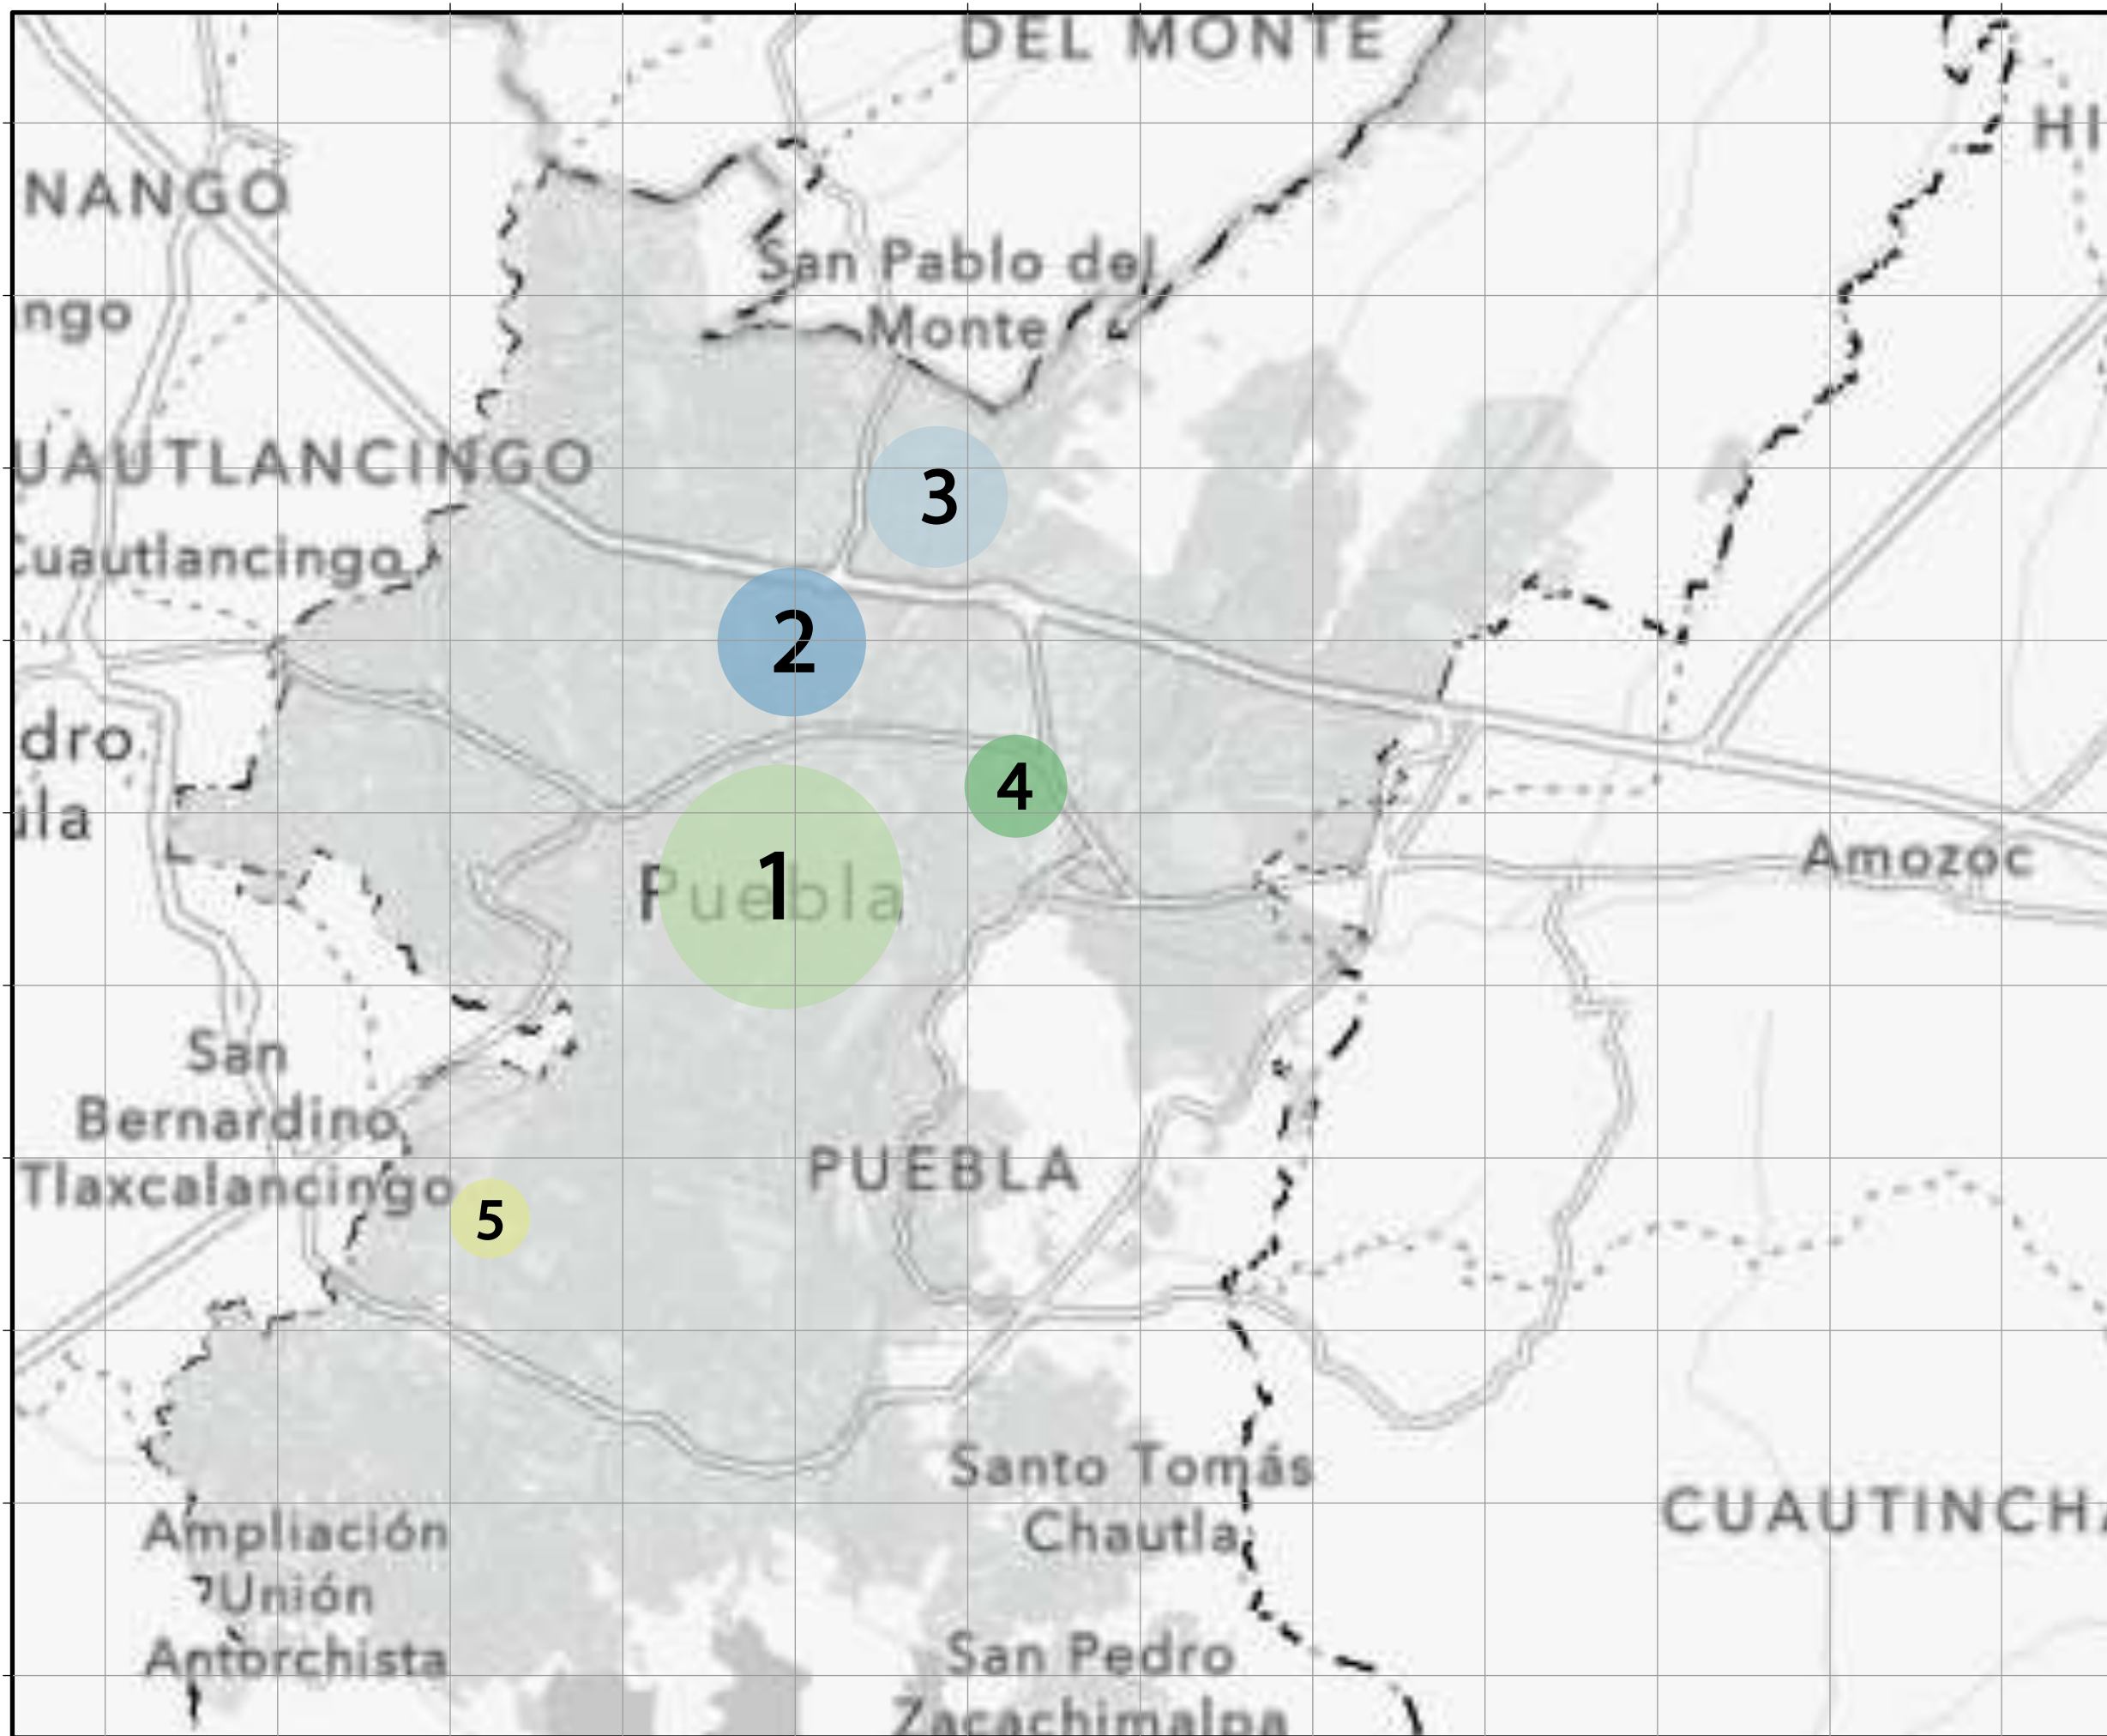 DEL MONTE
HI
NANGO
San Pablo del
Monte
ngo
UAUTLANCINGO
3
Cuautlancingo
2
dro
4
ula
Amozoc
1
Puebla
San
Bernardino
Tlaxcalancingo
PUEBLA
5
Santo Tomás
Chautla
CUAUTINCHA
Ampliación
Unión
Antorchista
San Pedro
Zacachimalpa